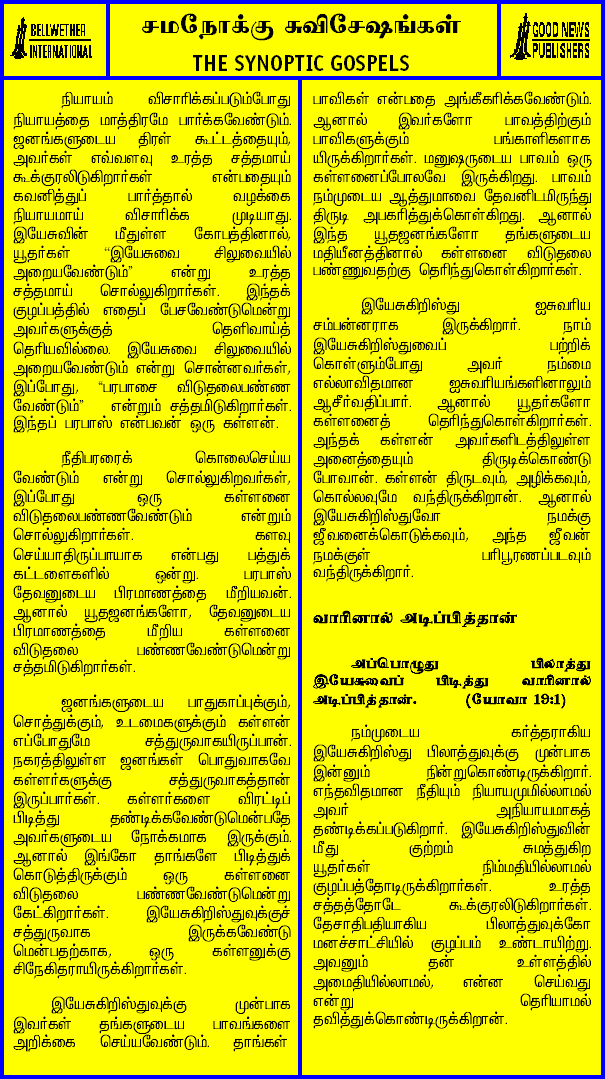 BELLWETHER
INTERNATIONAL
சமநோக்கு சுவிசேஷங்கள்
THE SYNOPTIC GOSPELS
GOOD NEWS
PUBLISHERS
நியாயம் விசாரிக்கப்படும்போது
நியாயத்தை மாத்திரமே பார்க்கவேண்டும்.
ஜனங்களுடைய திரள் கூட்டத்தையும்,
அவர்கள் எவ்வளவு உரத்த சத்தமாய்
கூக்குரலிடுகிறார்கள் என்பதையும்
கவனித்துப் பார்த்தால் வழக்கை
நியாயமாய் விசாரிக்க முடியாது.
இயேசுவின் மீதுள்ள கோபத்தினால்,
யூதர்கள் “இயேசுவை சிலுவையில்
அறையவேண்டும்” என்று உரத்த
சத்தமாய் சொல்லுகிறார்கள். இந்தக்
குழப்பத்தில் எதைப் பேசவேண்டுமென்று
அவர்களுக்குத் தெளிவாய்த்
தெரியவில்லை. இயேசுவை சிலுவையில்
அறையவேண்டும் என்று சொன்னவர்கள்,
இப்போது, “பரபாசை விடுதலைபண்ண
வேண்டும்” என்றும் சத்தமிடுகிறார்கள்.
இந்தப் பரபாஸ் என்பவன் ஒரு கள்ளன்.
நீதிபரரைக் கொலைசெய்ய
வேண்டும் என்று சொல்லுகிறவர்கள்,
இப்போது ஒரு கள்ளனை
விடுதலைபண்ணவேண்டும் என்றும்
சொல்லுகிறார்கள். களவு
செய்யாதிருப்பாயாக என்பது பத்துக்
கட்டளைகளில் ஒன்று. பரபாஸ்
தேவனுடைய பிரமாணத்தை மீறியவன்.
ஆனால் யூதஜனங்களோ, தேவனுடைய
பிரமாணத்தை மீறிய கள்ளனை
விடுதலை பண்ணவேண்டுமென்று
சத்தமிடுகிறார்கள்.
ஜனங்களுடைய பாதுகாப்புக்கும்,
சொத்துக்கும், உடமைகளுக்கும் கள்ளன்
எப்போதுமே சத்துருவாகயிருப்பான்.
நகரத்திலுள்ள ஜனங்கள் பொதுவாகவே
கள்ளர்களுக்கு சத்துருவாகத்தான்
இருப்பார்கள். கள்ளர்களை விரட்டிப்
பிடித்து தண்டிக்கவேண்டுமென்பதே
அவர்களுடைய நோக்கமாக இருக்கும்.
ஆனால் இங்கோ தாங்களே பிடித்துக்
கொடுத்திருக்கும் ஒரு கள்ளனை
விடுதலை பண்ணவேண்டுமென்று
கேட்கிறார்கள். இயேசுகிறிஸ்துவுக்குச்
சத்துருவாக இருக்கவேண்டு
மென்பதற்காக, ஒரு கள்ளனுக்கு
சிநேகிதராயிருக்கிறார்கள்.
இயேசுகிறிஸ்துவுக்கு முன்பாக
இவர்கள் தங்களுடைய பாவங்களை
அறிக்கை செய்யவேண்டும். தாங்கள்
பாவிகள் என்பதை அங்கீகரிக்கவேண்டும்.
ஆனால் இவர்களோ பாவத்திற்கும்
பாவிகளுக்கும் பங்காளிகளாக
யிருக்கிறார்கள். மனுஷருடைய பாவம் ஒரு
கள்ளனைப்போலவே இருக்கிறது. பாவம்
நம்முடைய ஆத்துமாவை தேவனிடமிருந்து
திருடி அபகரித்துக்கொள்கிறது. ஆனால்
இந்த யூதஜனங்களோ தங்களுடைய
மதியீனத்தினால் கள்ளனை விடுதலை
பண்ணுவதற்கு தெரிந்துகொள்கிறார்கள்.
இயேசுகிறிஸ்து ஐசுவரிய
சம்பன்னராக இருக்கிறார். நாம்
இயேசுகிறிஸ்துவைப் பற்றிக்
கொள்ளும்போது அவர் நம்மை
எல்லாவிதமான ஐசுவரியங்களினாலும்
ஆசீர்வதிப்பார். ஆனால் யூதர்களோ
கள்ளனைத் தெரிந்துகொள்கிறார்கள்.
அந்தக் கள்ளன் அவர்களிடத்திலுள்ள
அனைத்தையும் திருடிக்கொண்டு
போவான். கள்ளன் திருடவும், அழிக்கவும்,
கொல்லவுமே வந்திருக்கிறான். ஆனால்
இயேசுகிறிஸ்துவோ நமக்கு
ஜீவனைக்கொடுக்கவும், அந்த ஜீவன்
நமக்குள் பரிபூரணப்படவும்
வந்திருக்கிறார்.
வாரினால் அடிப்பித்தான்
அப்பொழுது பிலாத்து
இயேசுவைப் பிடித்து வாரினால்
அடிப்பித்தான். (யோவா 19:1)
நம்முடைய கர்த்தராகிய
இயேசுகிறிஸ்து பிலாத்துவுக்கு முன்பாக
இன்னும் நின்றுகொண்டிருக்கிறார்.
எந்தவிதமான நீதியும் நியாயமுமில்லாமல்
அவர் அநியாயமாகத்
தண்டிக்கப்படுகிறார். இயேசுகிறிஸ்துவின்
மீது குற்றம் சுமத்துகிற
யூதர்கள் நிம்மதியில்லாமல்
குழப்பத்தோடிருக்கிறார்கள். உரத்த
சத்தத்தோடே கூக்குரலிடுகிறார்கள்.
தேசாதிபதியாகிய பிலாத்துவுக்கோ
மனச்சாட்சியில் குழப்பம் உண்டாயிற்று.
அவனும் தன் உள்ளத்தில்
அமைதியில்லாமல், என்ன செய்வது
என்று தெரியாமல்
தவித்துக்கொண்டிருக்கிறான்.